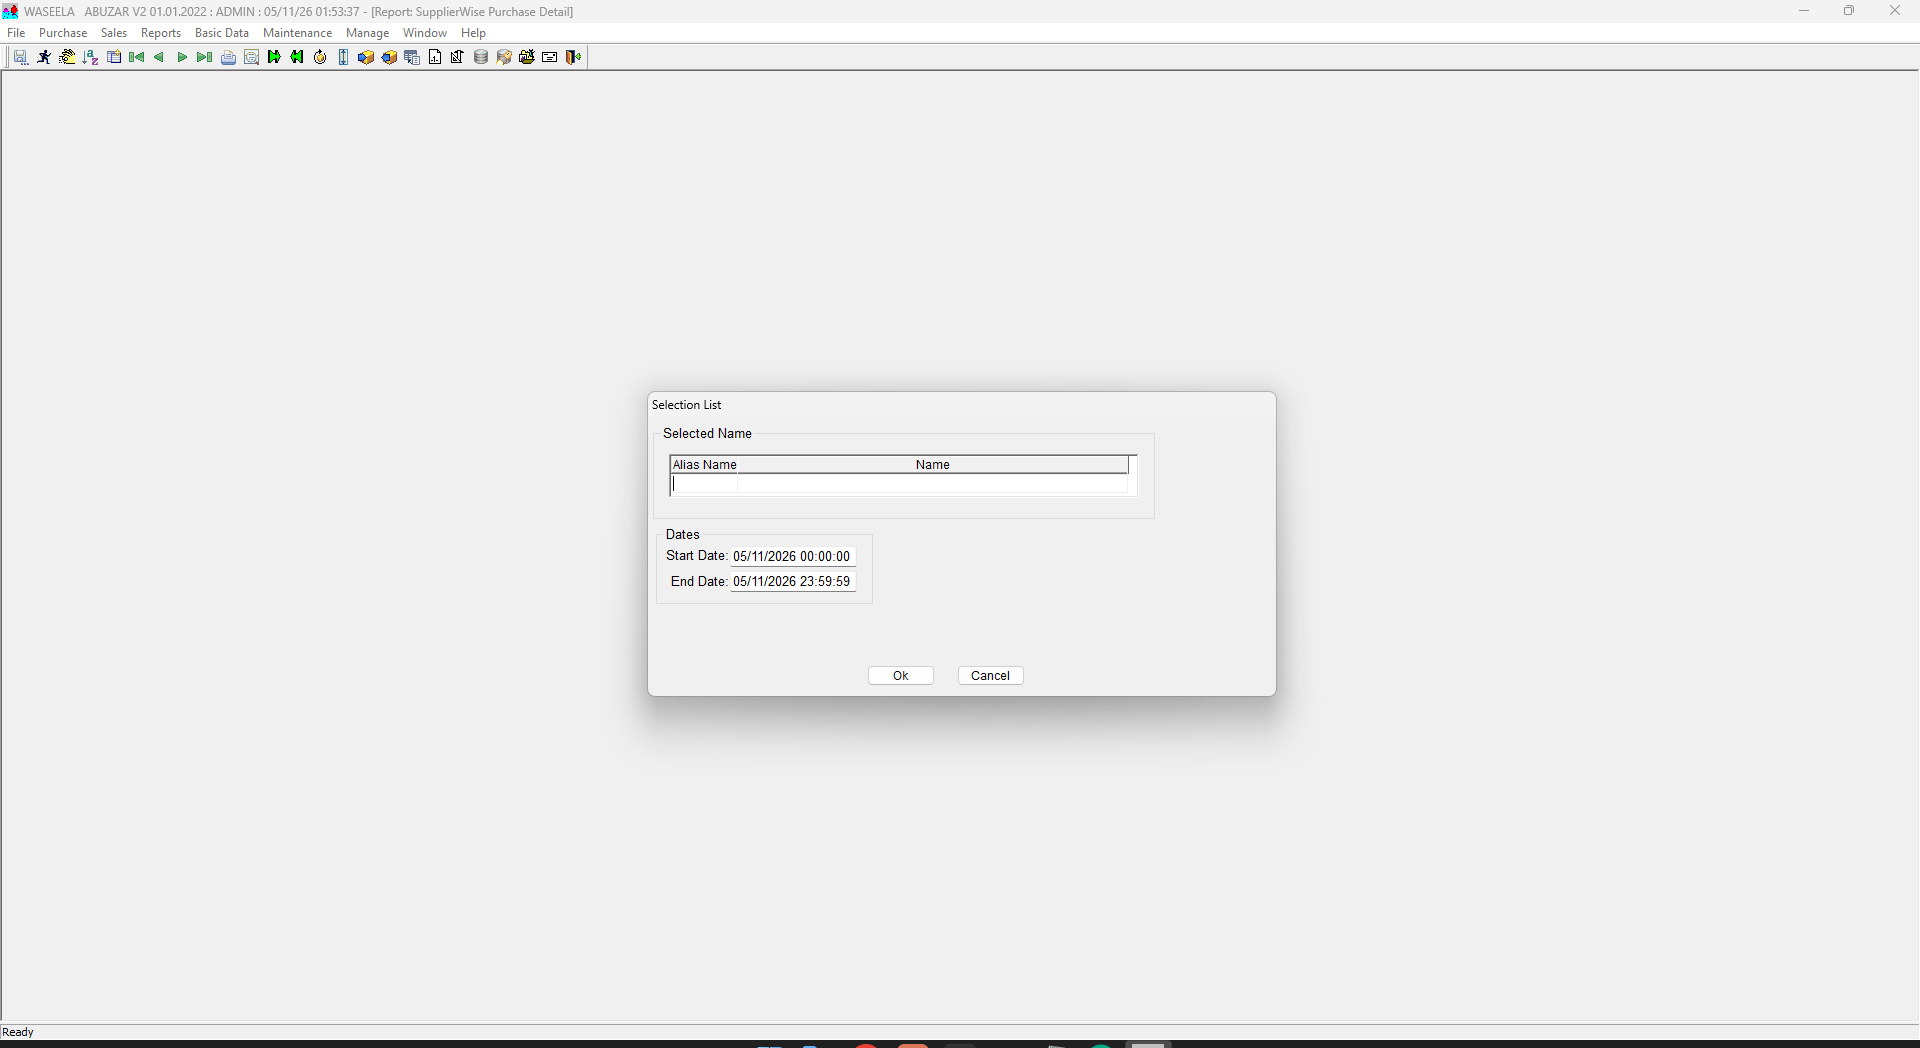 WASEELA ABUZAR V2 01.01.2022 : ADMIN : 05/11/26 01:53:37 - [Report: SupplierWise Purchase Detail]
File Purchase Sales Reports Basic Data Maintenance Manage Window Help
Selection List
Selected Name
Alias Name Name
Dates
Start Date: 05/11/2026 00:00:00
End Date: 05/11/2026 23:59:59
Ok Cancel
Ready